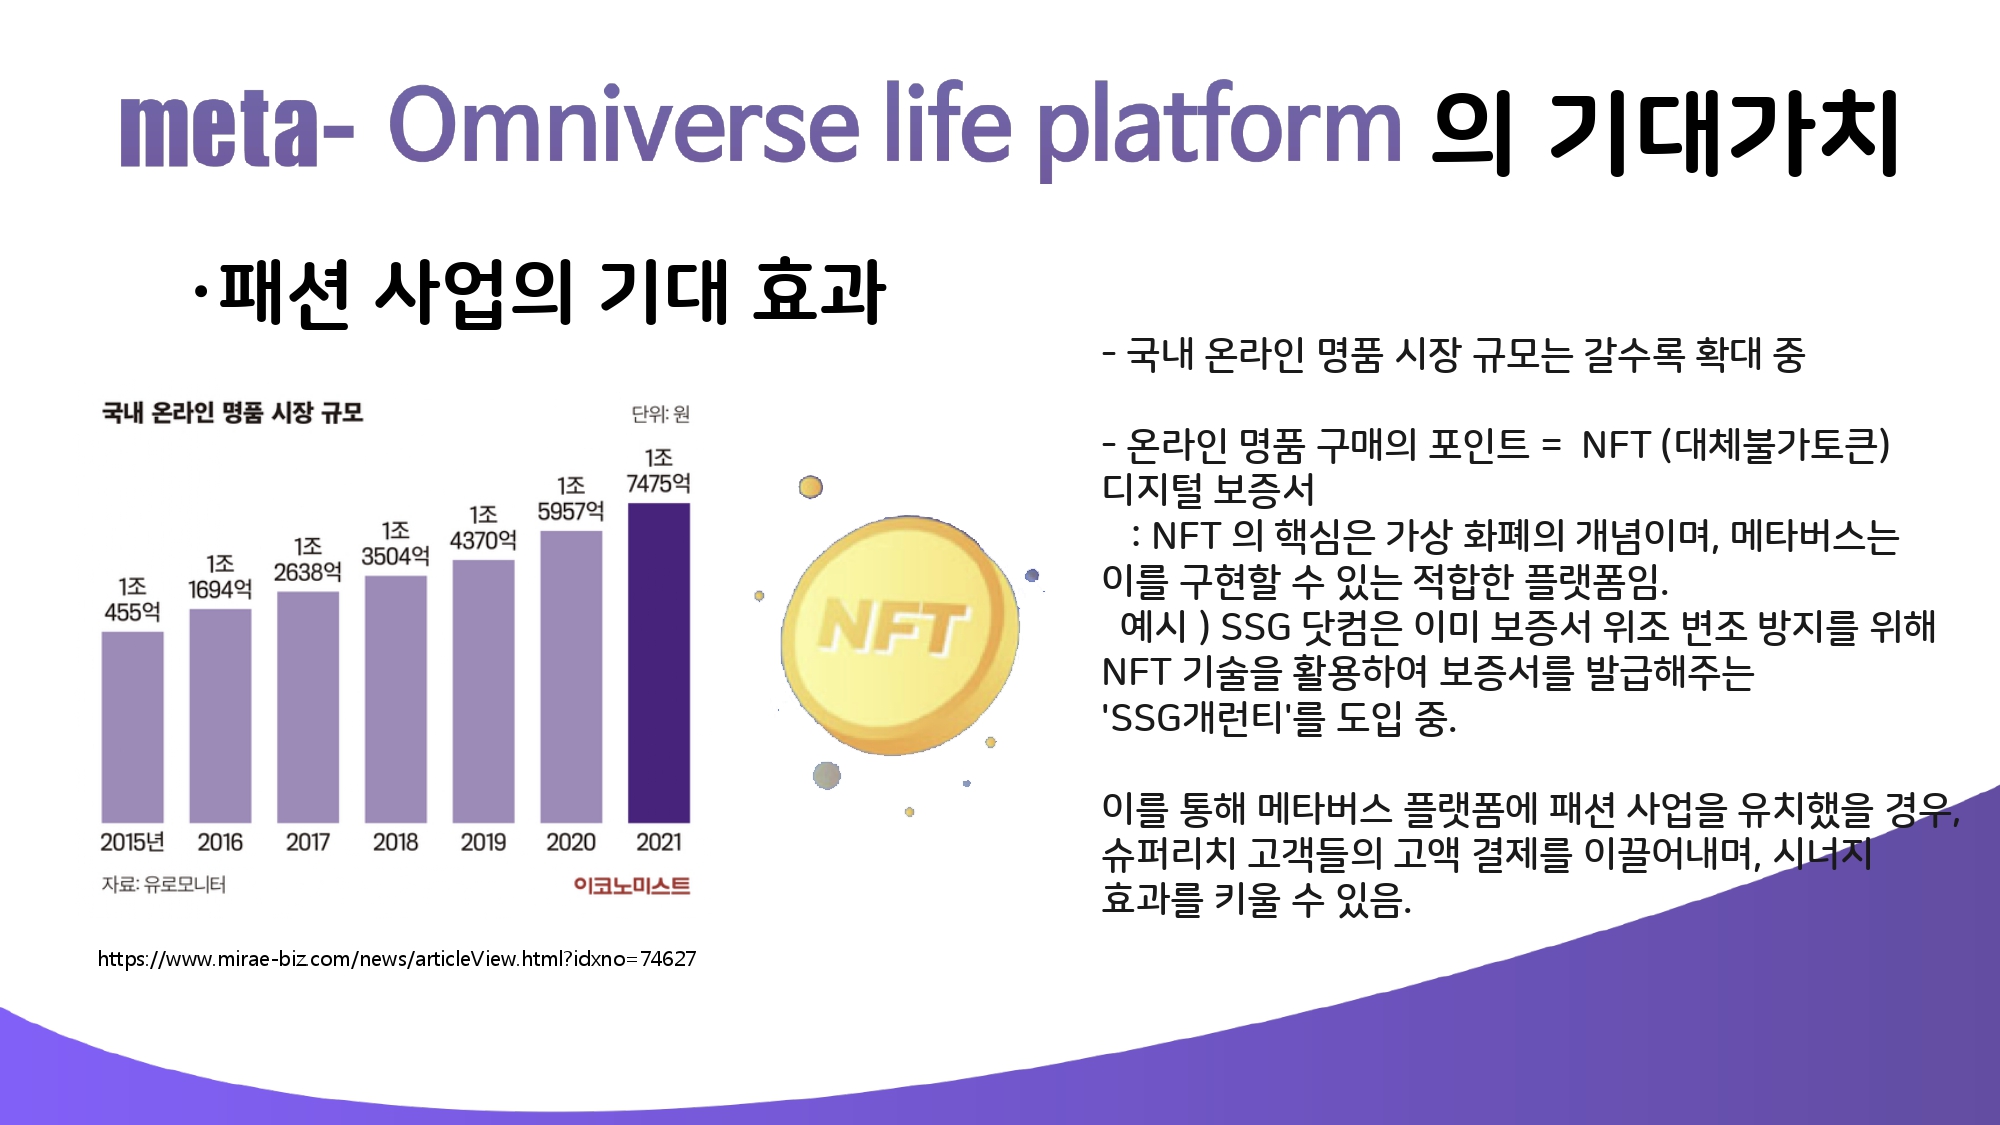 meta- Omniverse life platform 의 기대가치
·패션 사업의 기대 효과
국내 온라인 명품 시장 규모
단위: 원
1조
455억
1조
1694억
1조
2638억
1조
3504억
1조
4370억
1조
5957억
1조
7475억
2015년 2016 2017 2018 2019 2020 2021
자료: 유로모니터
이코노미스트
https://www.mirae-biz.com/news/articleView.html?idxno=74627
NFT
- 국내 온라인 명품 시장 규모는 갈수록 확대 중
- 온라인 명품 구매의 포인트 = NFT (대체불가토큰)
디지털 보증서
: NFT 의 핵심은 가상 화폐의 개념이며, 메타버스는
이를 구현할 수 있는 적합한 플랫폼임.
예시 ) SSG 닷컴은 이미 보증서 위조 변조 방지를 위해
NFT 기술을 활용하여 보증서를 발급해주는
'SSG개런티'를 도입 중.
이를 통해 메타버스 플랫폼에 패션 사업을 유치했을 경우,
슈퍼리치 고객들의 고액 결제를 이끌어내며, 시너지
효과를 키울 수 있음.